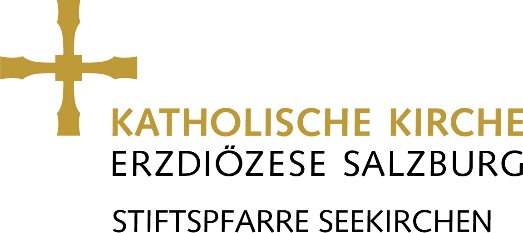 KATHOLISCHE KIRCHE
ERZDIÖZESE SALZBURG
STIFTSPFARRE SEEKIRCHEN